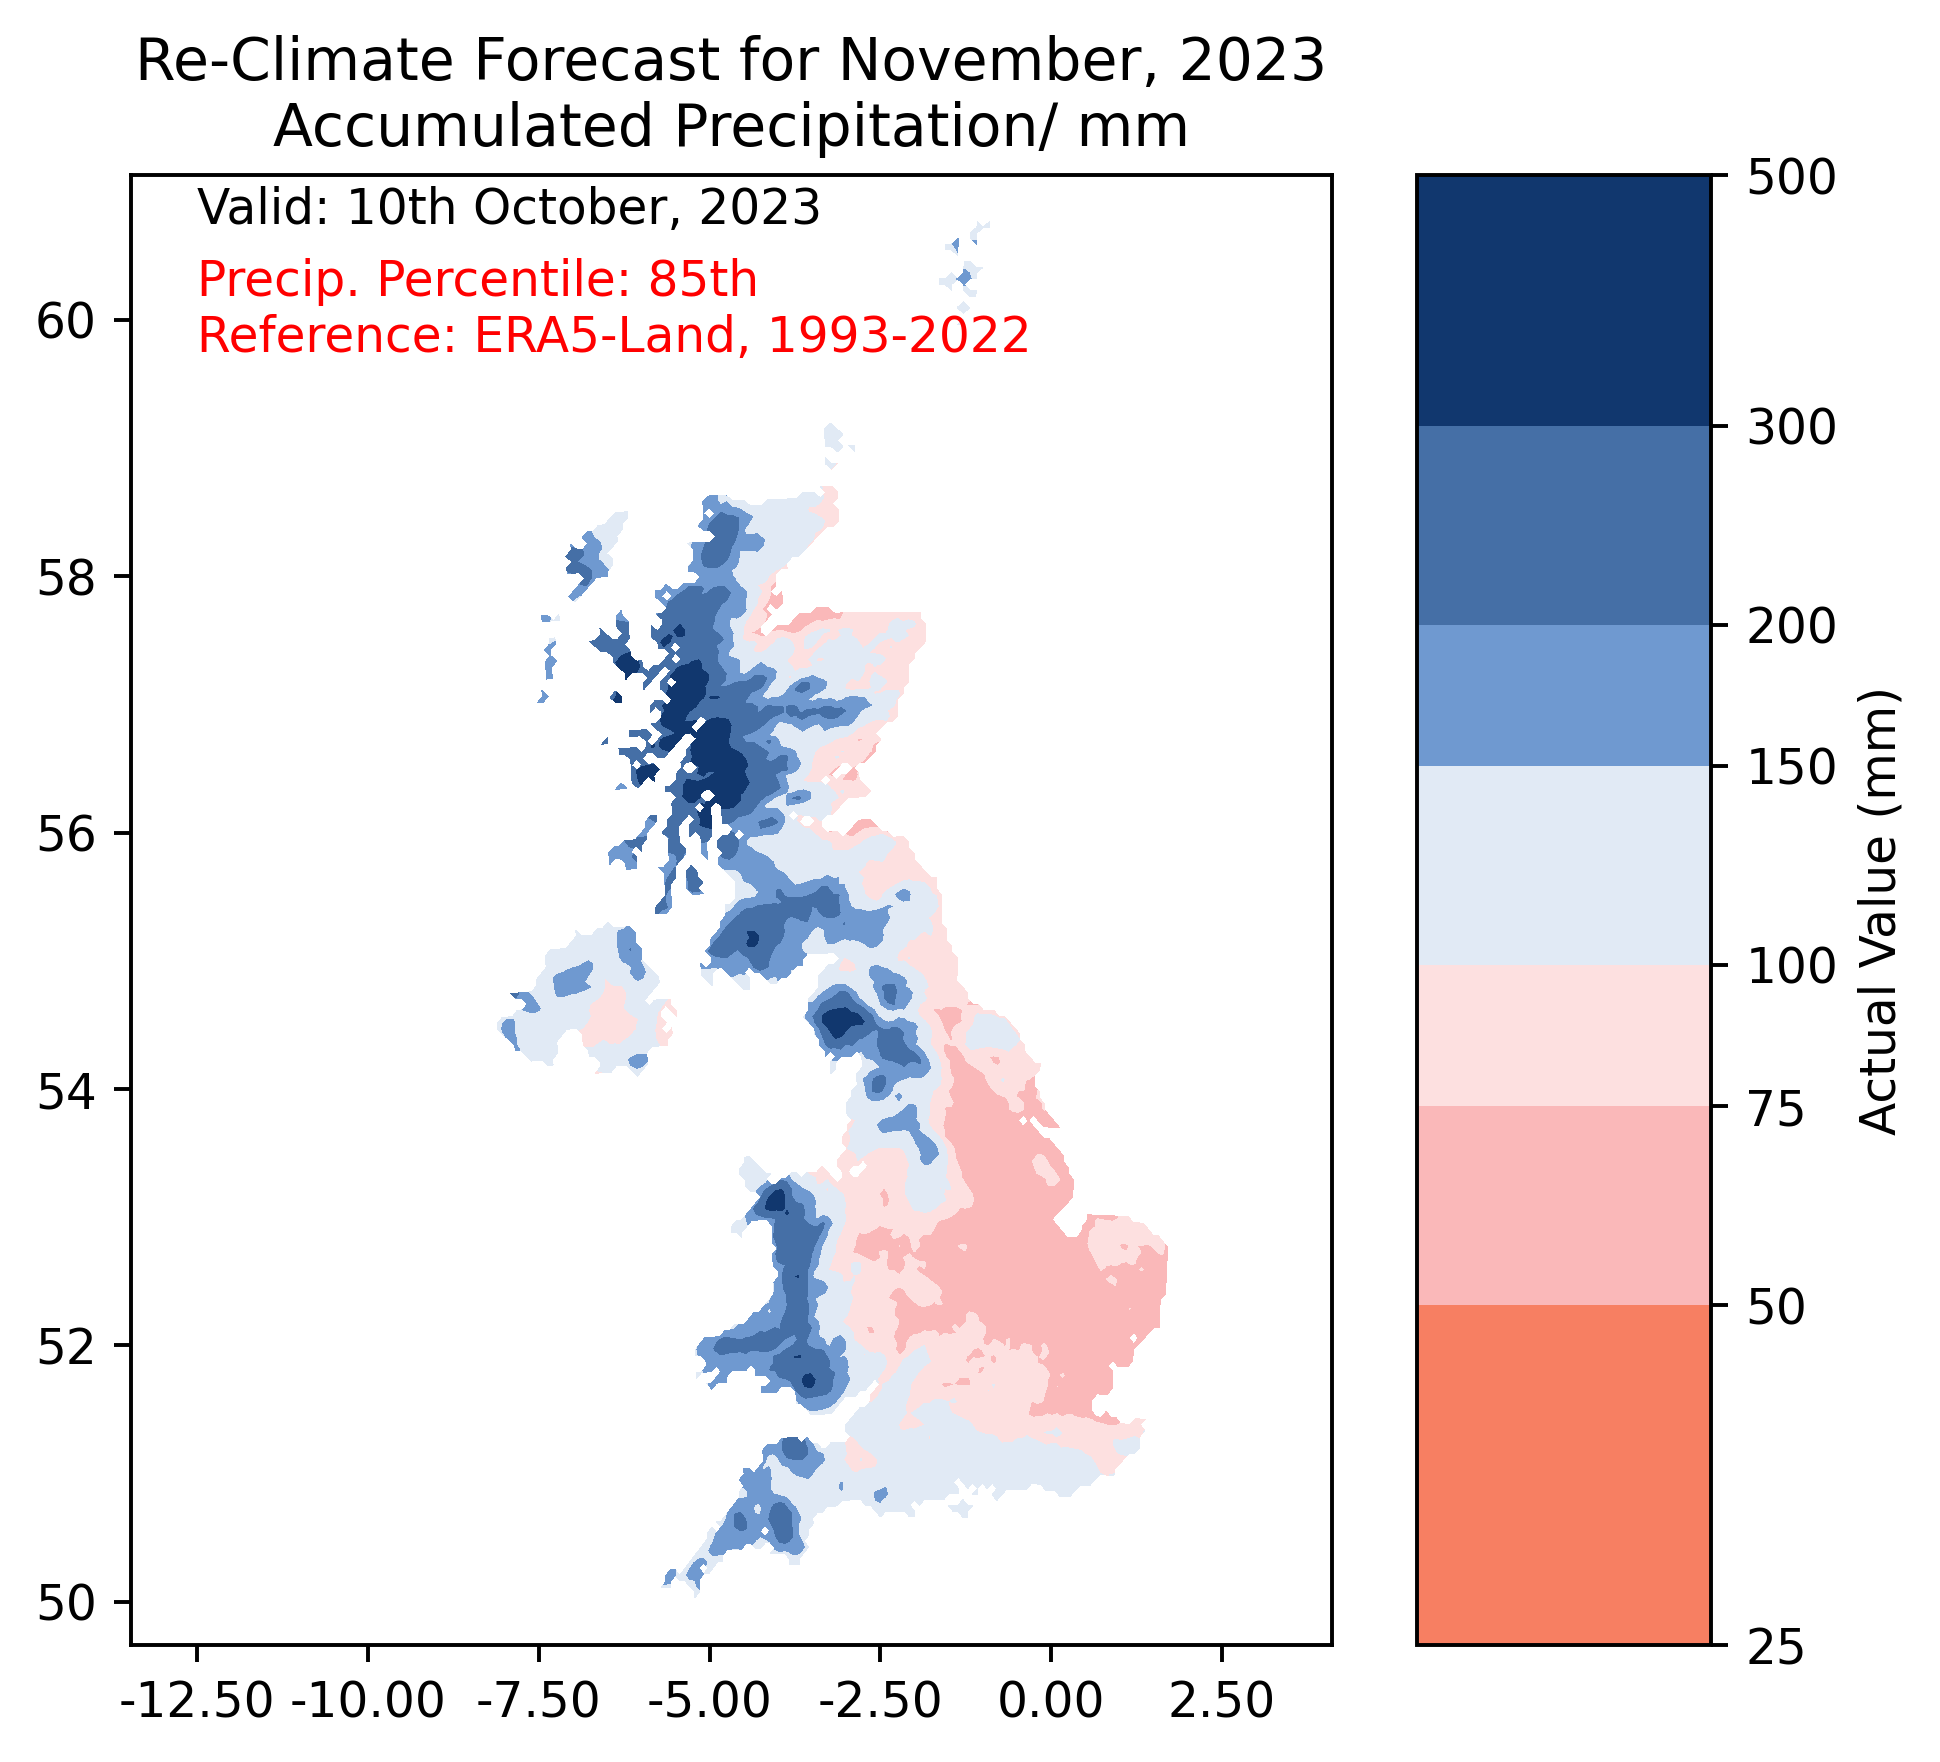 Re-Climate Forecast for November, 2023
Accumulated Precipitation/ mm
Valid: 10th October, 2023
Precip. Percentile: 85th
Reference: ERA5-Land, 1993-2022
60
58
56
54
52
50
-12.50 -10.00 -7.50 -5.00 -2.50 0.00 2.50
500
300
200
150
100
75
50
25
Actual Value (mm)